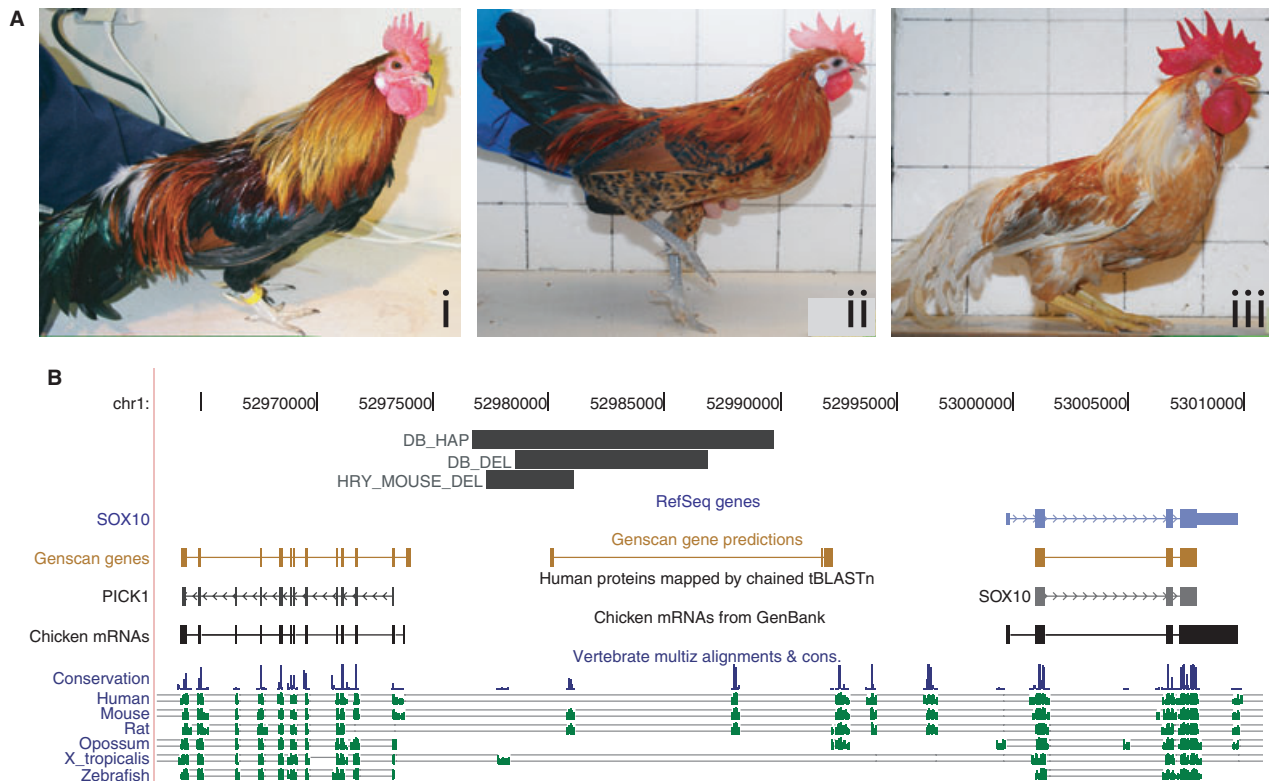 A
i
ii
iii
B
chr1: 52970000 52975000 52980000 52985000 52990000 52995000 53000000 53005000 53010000
DB_HAP
DB_DEL
HRY_MOUSE_DEL
RefSeq genes
SOX10
Genscan gene predictions
Genscan genes
Human proteins mapped by chained tBLASTn
PICK1 SOX10
Chicken mRNAs from GenBank
Chicken mRNAs
Vertebrate multiz alignments & cons.
Conservation
Human
Mouse
Rat
Opossum
X_tropicalis
Zebrafish